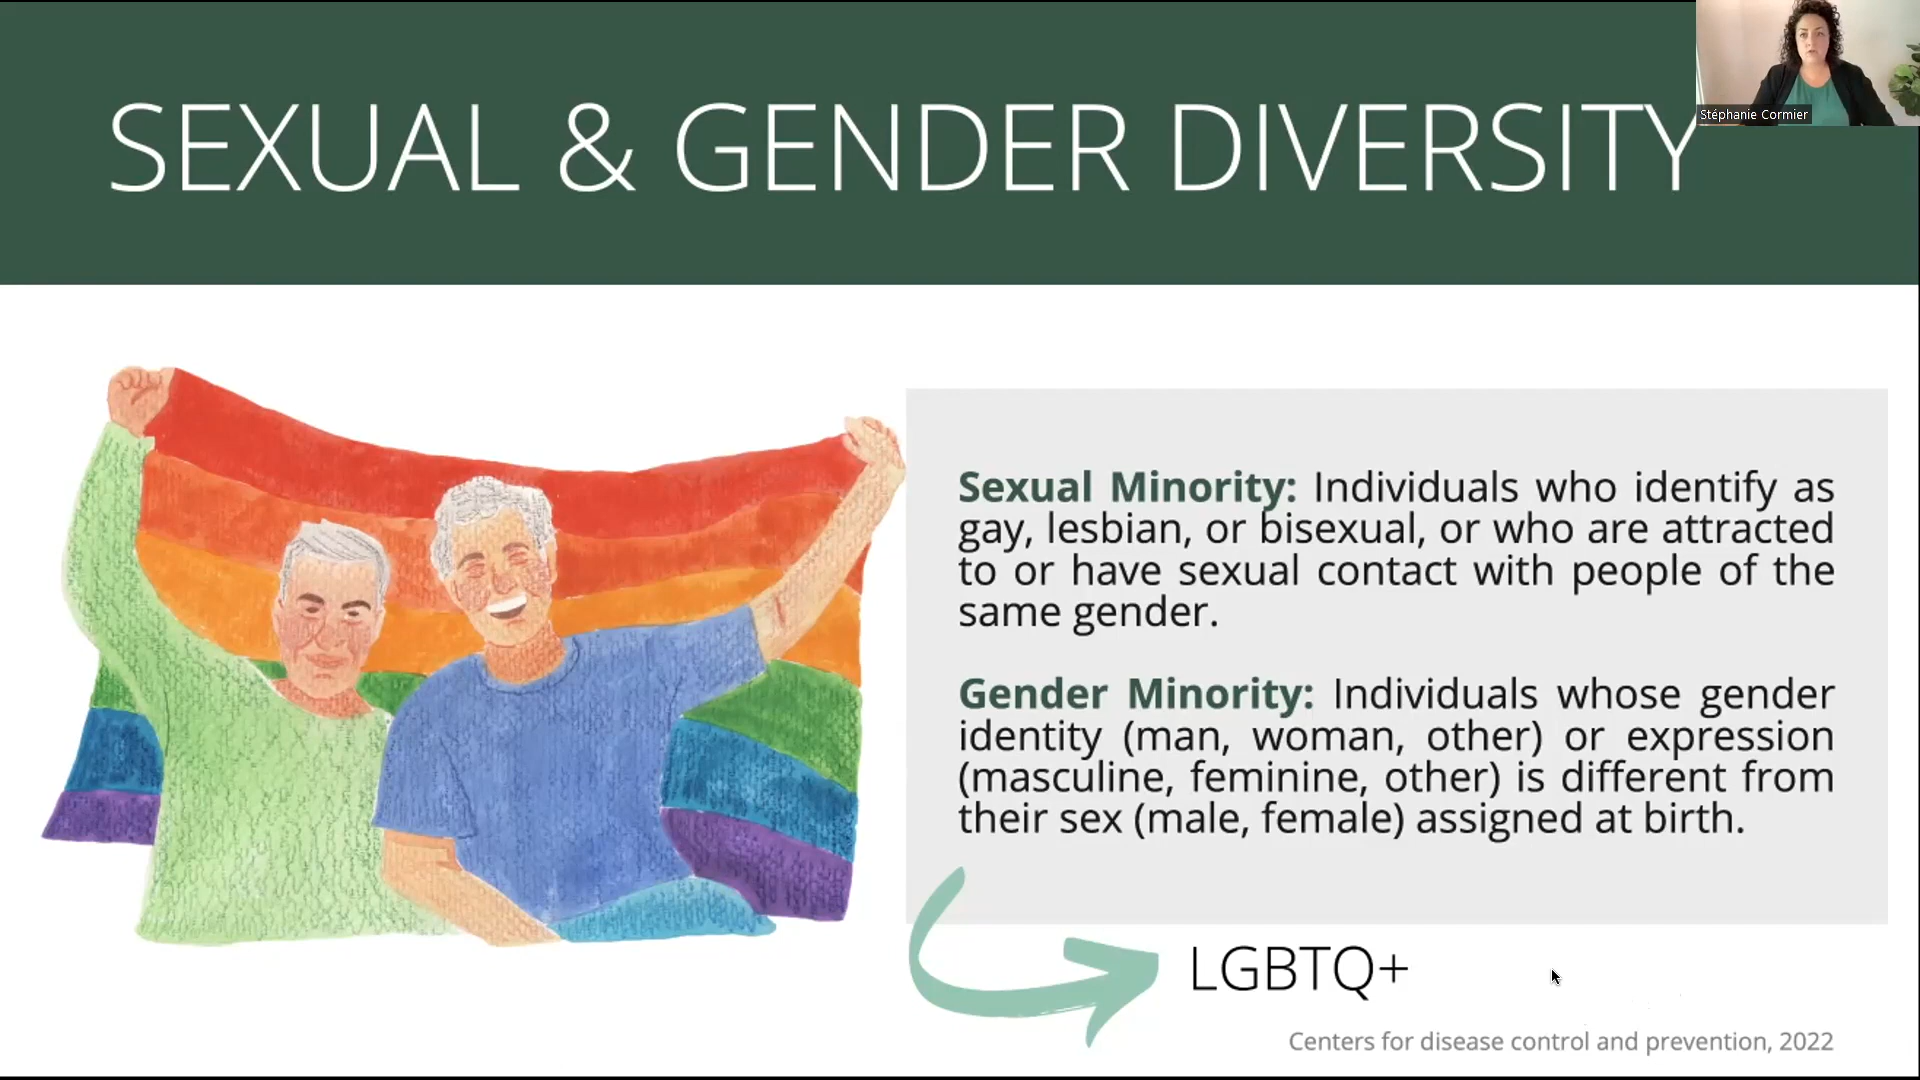 SEXUAL & GENDER DIVERSITY
Stéphanie Cormier
Sexual Minority: Individuals who identify as
gay, lesbian, or bisexual, or who are attracted
to or have sexual contact with people of the
same gender.
Gender Minority: Individuals whose gender
identity (man, woman, other) or expression
(masculine, feminine, other) is different from
their sex (male, female) assigned at birth.
LGBTQ+
Centers for disease control and prevention, 2022